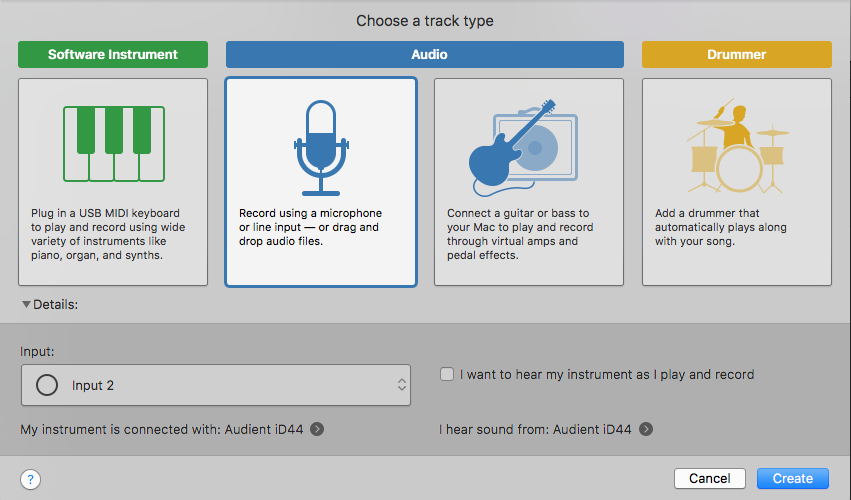 Choose a track type
Software Instrument
Audio
Drummer
Plug in a USB MIDI keyboard
to play and record using wide
variety of instruments like
piano, organ, and synths.
Record using a microphone
or line input — or drag and
drop audio files.
Connect a guitar or bass to
your Mac to play and record
through virtual amps and
pedal effects.
Add a drummer that
automatically plays along
with your song.
Details:
Input:
Input 2
I want to hear my instrument as I play and record
My instrument is connected with: Audient iD44
I hear sound from: Audient iD44
?
Cancel
Create